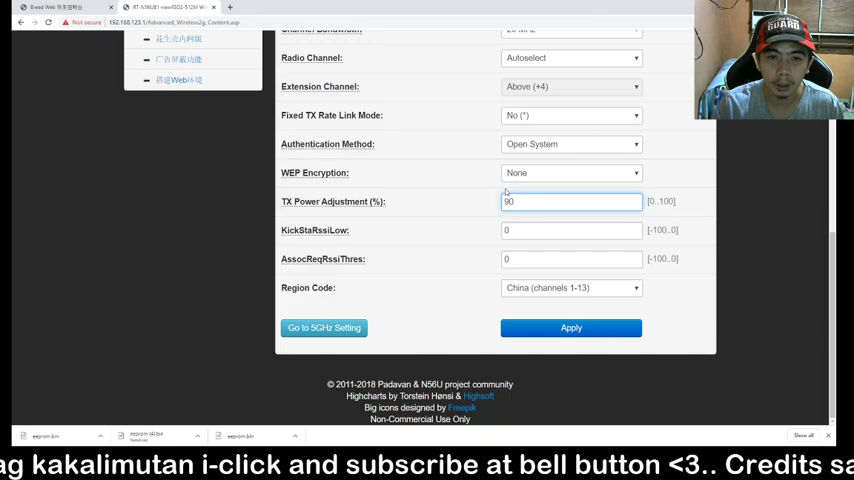 Breed Web 恢复控制台
RT-N56UB1-newifi3D2-512M W
Not secure | 192.168.123.1/Advanced_Wireless2g_Content.asp
花生壳内网版
广告屏蔽功能
搭建Web环境
Channel Bandwidth: 20 MHz
Radio Channel: Autoselect
Extension Channel: Above (+4)
Fixed TX Rate Link Mode: No (*)
Authentication Method: Open System
WEP Encryption: None
TX Power Adjustment (%): 90 [0..100]
KickStaRssiLow: 0 [-100..0]
AssocReqRssiThres: 0 [-100..0]
Region Code: China (channels 1-13)
Go to 5GHz Setting Apply
© 2011-2018 Padavan & N56U project community
Highcharts by Torstein Hønsi & Highsoft
Big icons designed by Freepik
Non-Commercial Use Only
eeprom.bin
eeprom (4).bin
Removed
eeprom.bin
Show all
ag kakalimutan i-click and subscribe at bell button <3.. Credits sa